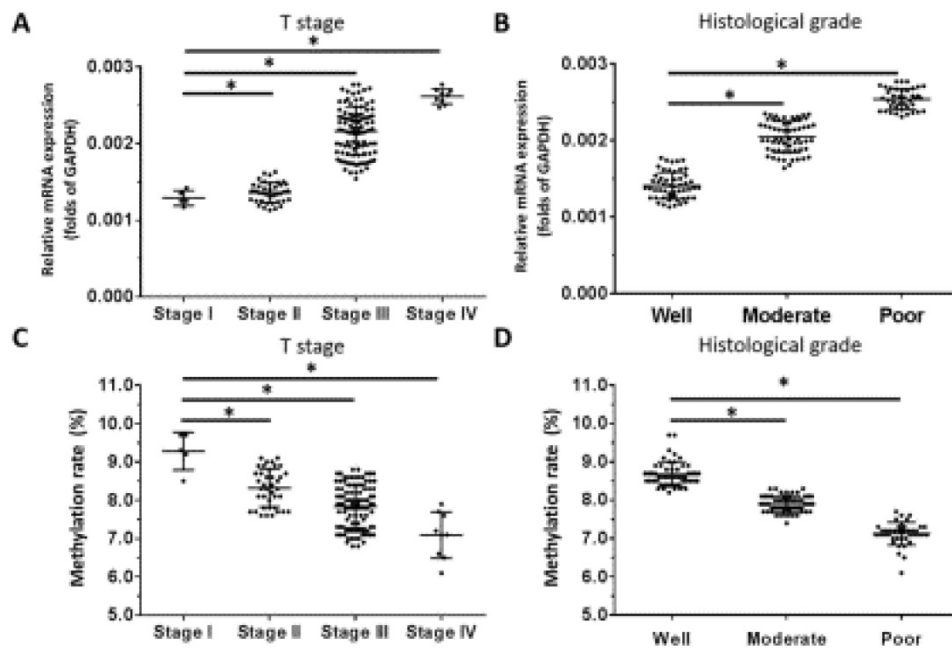 A
T stage
*
*
*
Relative mRNA expression
(folds of GAPDH)
0.003
0.002
0.001
0.000
Stage I Stage II Stage III Stage IV
B
Histological grade
*
*
Relative mRNA expression
(folds of GAPDH)
0.003
0.002
0.001
0.000
Well Moderate Poor
C
T stage
*
*
*
Methylation rate (%)
11.0
10.0
9.0
8.0
7.0
6.0
5.0
Stage I Stage II Stage III Stage IV
D
Histological grade
*
*
Methylation rate (%)
11.0
10.0
9.0
8.0
7.0
6.0
5.0
Well Moderate Poor